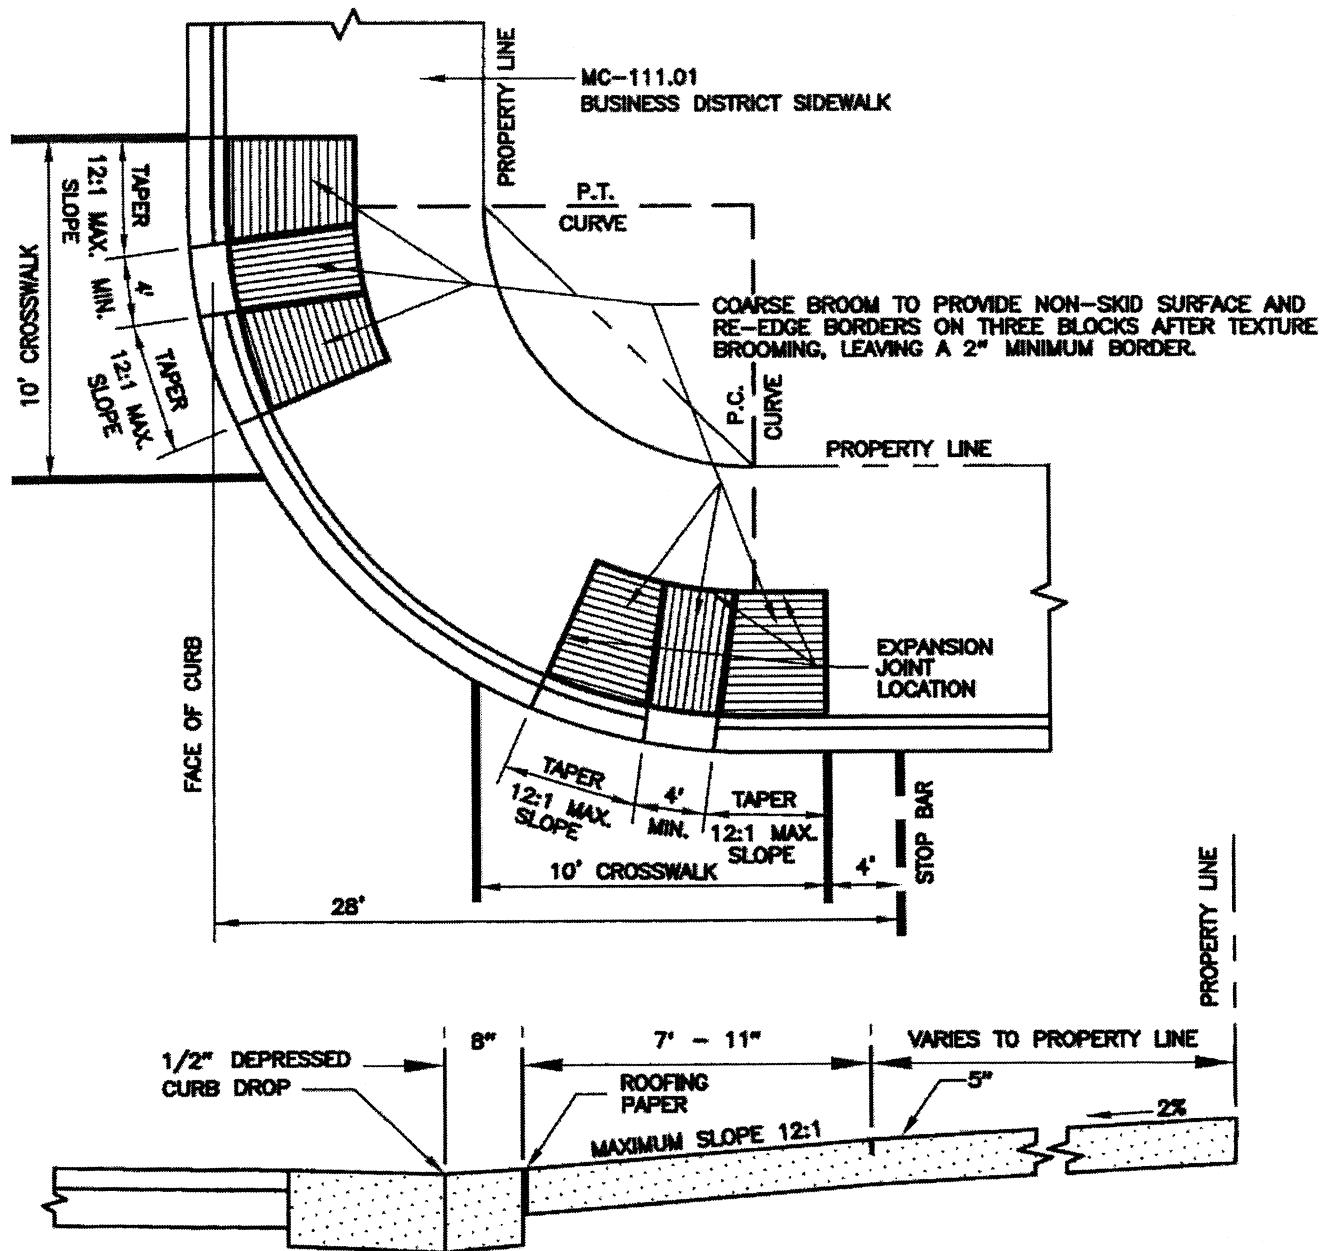 MC-111.01
BUSINESS DISTRICT SIDEWALK
PROPERTY LINE
P.T.
CURVE
TAPER
12:1 MAX.
SLOPE
4'
MIN.
TAPER
12:1 MAX.
SLOPE
10' CROSSWALK
COARSE BROOM TO PROVIDE NON-SKID SURFACE AND
RE-EDGE BORDERS ON THREE BLOCKS AFTER TEXTURE
BROOMING, LEAVING A 2" MINIMUM BORDER.
P.C.
CURVE
PROPERTY LINE
EXPANSION
JOINT
LOCATION
FACE OF CURB
TAPER
12:1 MAX.
SLOPE
4'
MIN.
TAPER
12:1 MAX.
SLOPE
10' CROSSWALK
4'
STOP BAR
28'
PROPERTY LINE
1/2" DEPRESSED
CURB DROP
8"
7' - 11"
VARIES TO PROPERTY LINE
ROOFING
PAPER
5"
MAXIMUM SLOPE 12:1
2%